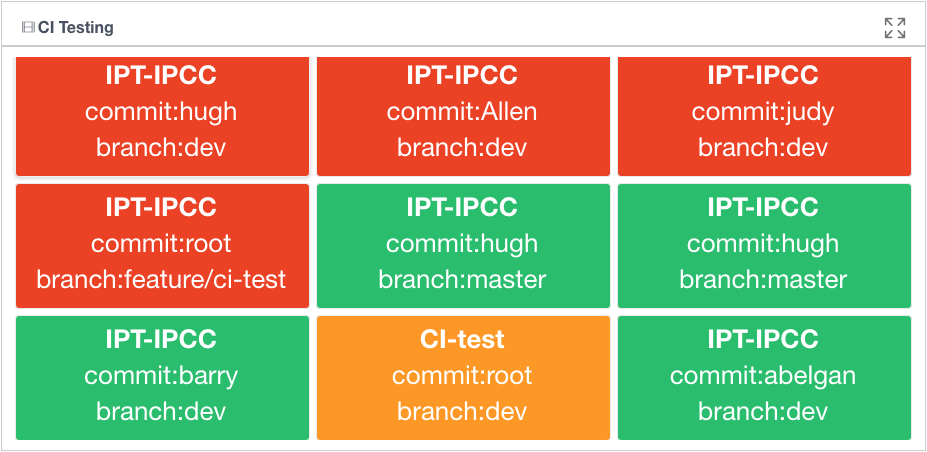 CI Testing
IPT-IPCC
commit:hugh
branch:dev
IPT-IPCC
commit:Allen
branch:dev
IPT-IPCC
commit:judy
branch:dev
IPT-IPCC
commit:root
branch:feature/ci-test
IPT-IPCC
commit:hugh
branch:master
IPT-IPCC
commit:hugh
branch:master
IPT-IPCC
commit:barry
branch:dev
CI-test
commit:root
branch:dev
IPT-IPCC
commit:abelgan
branch:dev